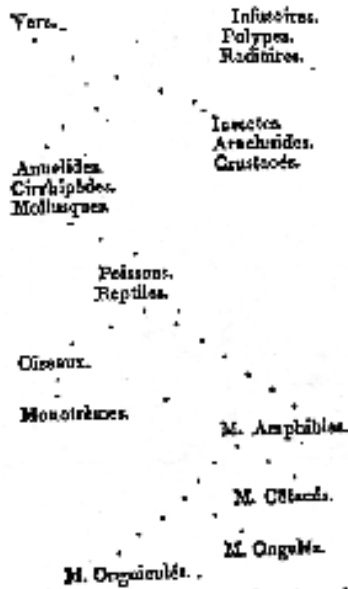 Vers.
Infusoires.
Polypes.
Radiaires.
Insectes.
Arachnides.
Crustacés.
Annelides.
Cirrhipèdes.
Mollusques.
Poissons.
Reptiles.
Oiseaux.
Monotrèmes.
M. Amphibies.
M. Cétacés.
M. Ongulés.
M. Onguiculés.